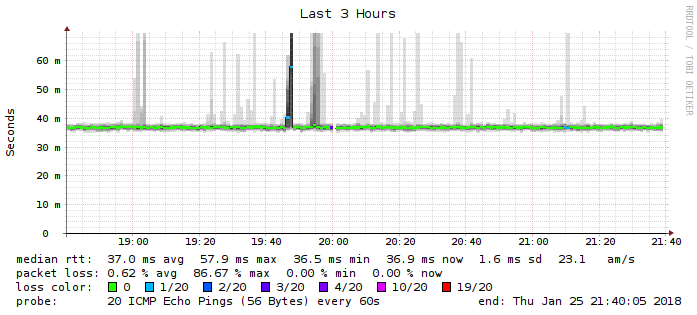 Last 3 Hours
RRDTOOL / TOBI OETIKER
Seconds
60 m
50 m
40 m
30 m
20 m
10 m
0
19:00 19:20 19:40 20:00 20:20 20:40 21:00 21:20 21:40
median rtt: 37.0 ms avg 57.9 ms max 36.5 ms min 36.9 ms now 1.6 ms sd 23.1 am/s
packet loss: 0.62 % avg 86.67 % max 0.00 % min 0.00 % now
loss color: 0 1/20 2/20 3/20 4/20 10/20 19/20
probe: 20 ICMP Echo Pings (56 Bytes) every 60s end: Thu Jan 25 21:40:05 2018